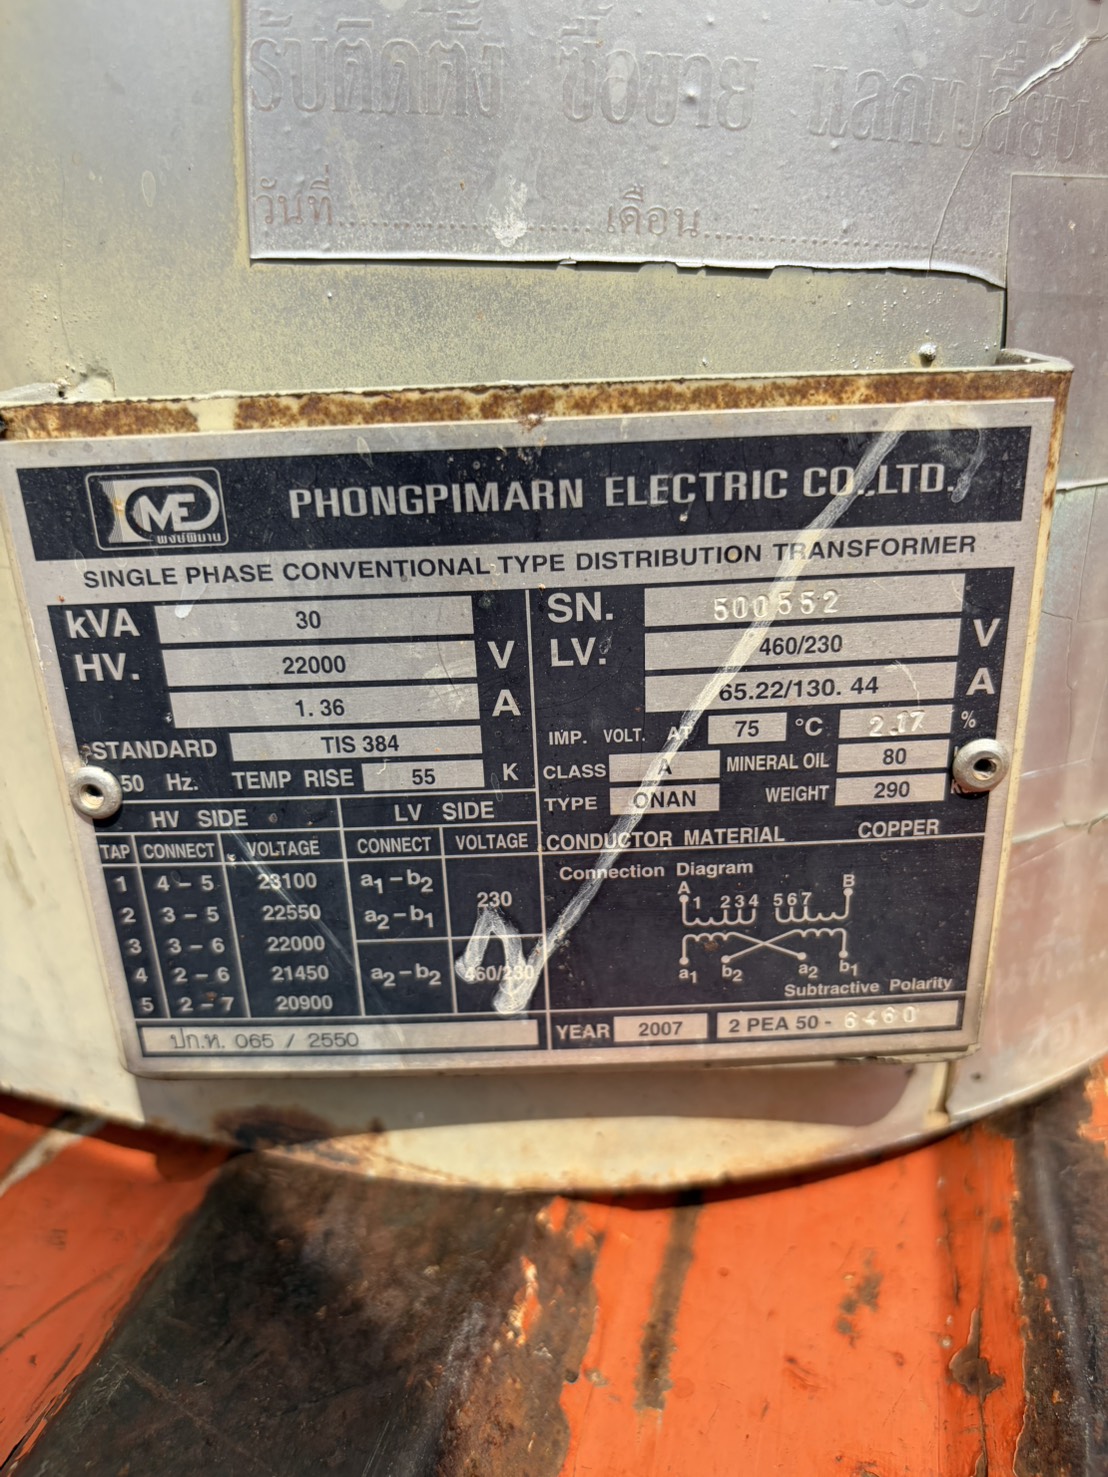 รับติดตั้ง ซื้อขาย แลกเปลี่ยน
วันที่.................... เดือน....................
PME
พงษ์พิมาน
PHONGPIMARN ELECTRIC CO.,LTD.
SINGLE PHASE CONVENTIONAL TYPE DISTRIBUTION TRANSFORMER
kVA 30
HV. 22000 V
1.36 A
STANDARD TIS 384
50 Hz. TEMP RISE 55 K
SN. 500552
LV. 460/230 V
65.22/130.44 A
IMP. VOLT. AT 75 °C 2.17 %
CLASS A MINERAL OIL 80
TYPE ONAN WEIGHT 290
CONDUCTOR MATERIAL COPPER
HV SIDE LV SIDE
TAP CONNECT VOLTAGE CONNECT VOLTAGE
1 4-5 23100 a1-b2
2 3-5 22550 a2-b1 230
3 3-6 22000
4 2-6 21450 a2-b2 460/230
5 2-7 20900
Connection Diagram
A B
1 2 3 4 5 6 7
a1 b2 a2 b1
Subtractive Polarity
ปก.ท. 065 / 2550
YEAR 2007 2 PEA 50 - 6460